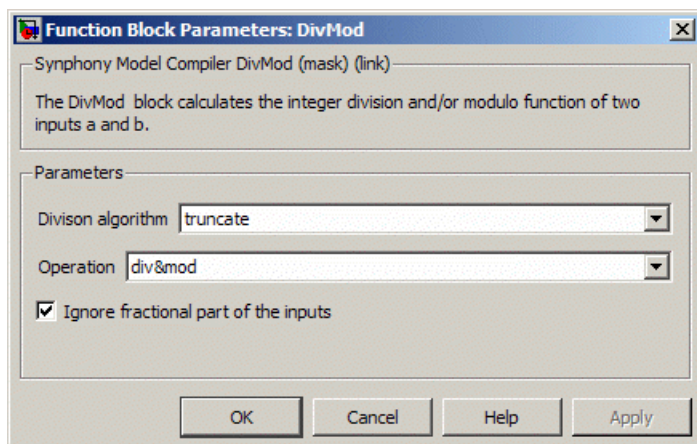 Function Block Parameters: DivMod
Synphony Model Compiler DivMod (mask) (link)
The DivMod block calculates the integer division and/or modulo function of two
inputs a and b.
Parameters
Divison algorithm truncate
Operation div&mod
Ignore fractional part of the inputs
OK Cancel Help Apply